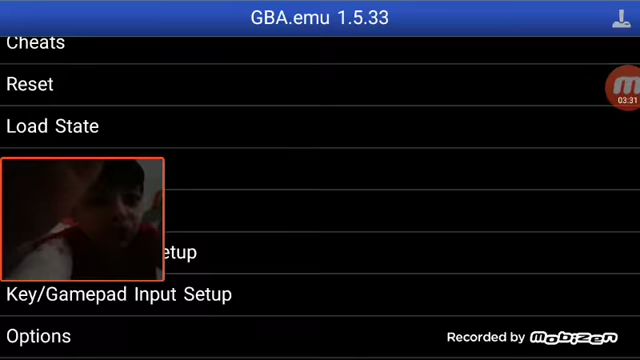 GBA.emu 1.5.33
Cheats
Reset
03:31
Load State
etup
Key/Gamepad Input Setup
Options
Recorded by mobizen